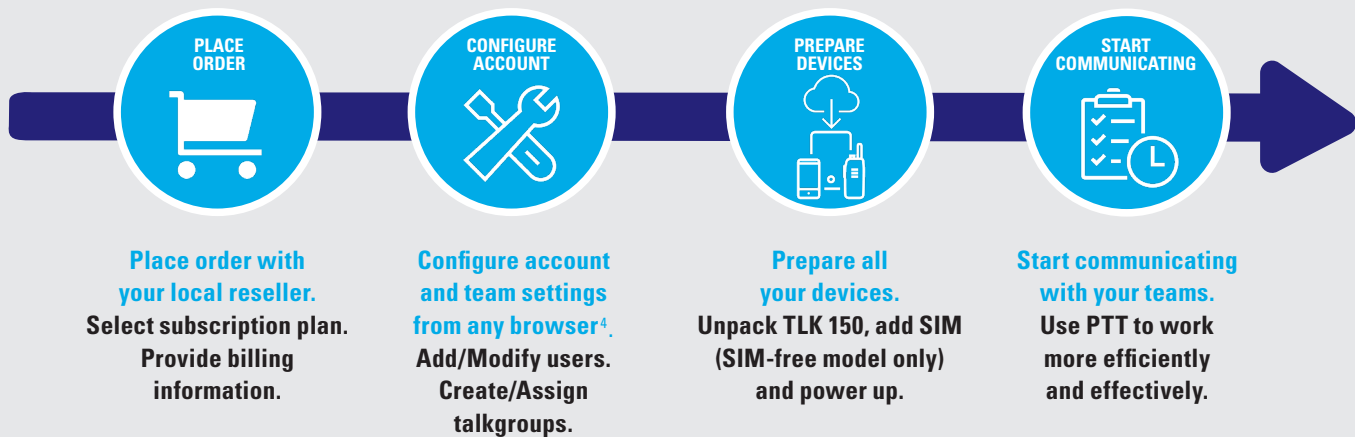 PLACE
ORDER
CONFIGURE
ACCOUNT
PREPARE
DEVICES
START
COMMUNICATING
Place order with
your local reseller.
Select subscription plan.
Provide billing
information.
Configure account
and team settings
from any browser⁴.
Add/Modify users.
Create/Assign
talkgroups.
Prepare all
your devices.
Unpack TLK 150, add SIM
(SIM-free model only)
and power up.
Start communicating
with your teams.
Use PTT to work
more efficiently
and effectively.